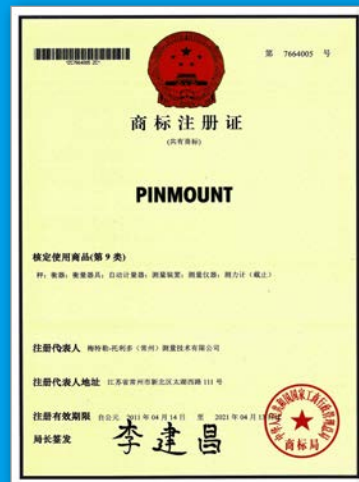 第 7664005 号
商标注册证
(共有商标)
PINMOUNT
核定使用商品(第 9 类)
秤；衡器；衡量器具；自动计量器；测量装置；测量仪器；测力计（截止）
注册代表人 梅特勒-托利多（常州）测量技术有限公司
注册代表人地址 江苏省常州市新北区太湖西路 111 号
注册有效期限 自公元 2011 年 04 月 14 日 至 2021 年 04 月 13
局长签发 李建昌
商标局